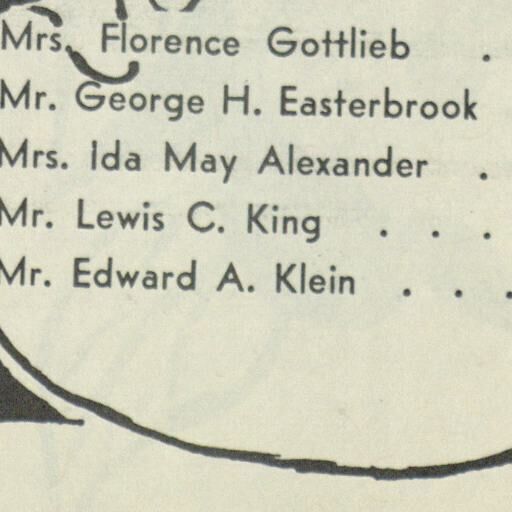 Mrs. Florence Gottlieb .
Mr. George H. Easterbrook
Mrs. Ida May Alexander .
Mr. Lewis C. King . . .
Mr. Edward A. Klein . . .